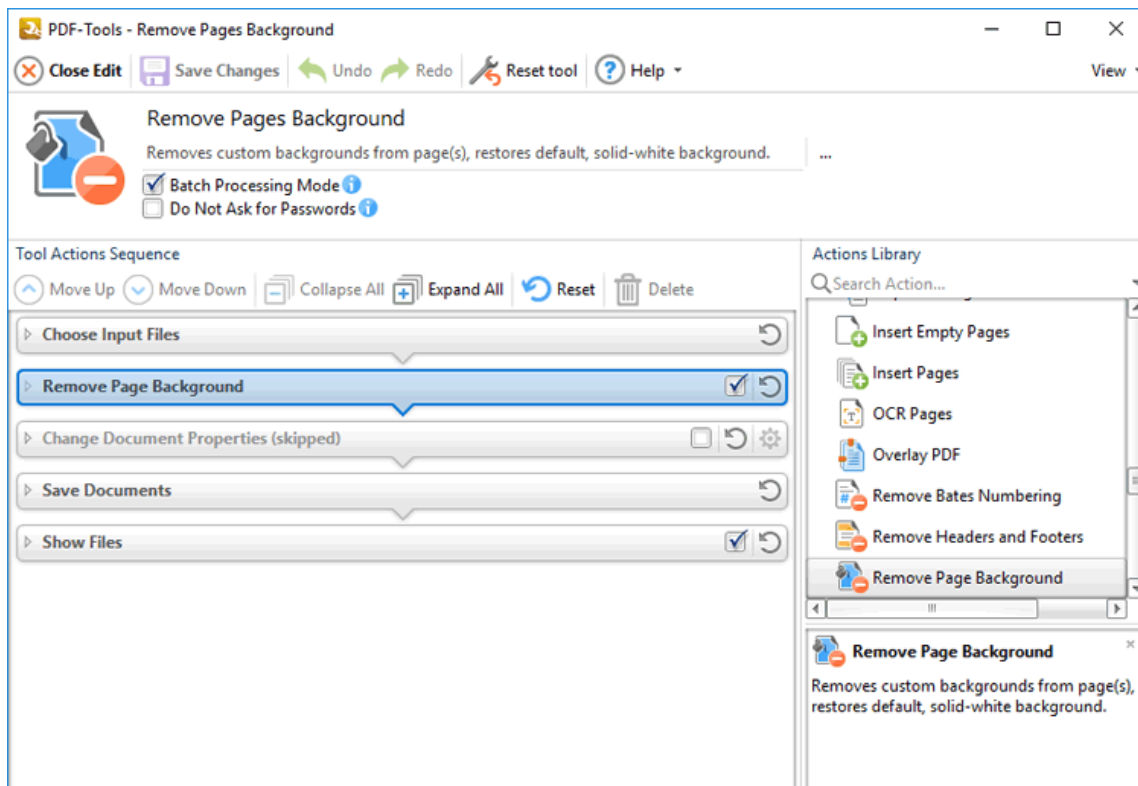 PDF-Tools - Remove Pages Background
Close Edit Save Changes Undo Redo Reset tool Help View
Remove Pages Background
Removes custom backgrounds from page(s), restores default, solid-white background. ...
Batch Processing Mode
Do Not Ask for Passwords
Tool Actions Sequence
Move Up Move Down Collapse All Expand All Reset Delete
Choose Input Files
Remove Page Background
Change Document Properties (skipped)
Save Documents
Show Files
Actions Library
Search Action...
Insert Empty Pages
Insert Pages
OCR Pages
Overlay PDF
Remove Bates Numbering
Remove Headers and Footers
Remove Page Background
Remove Page Background
Removes custom backgrounds from page(s),
restores default, solid-white background.